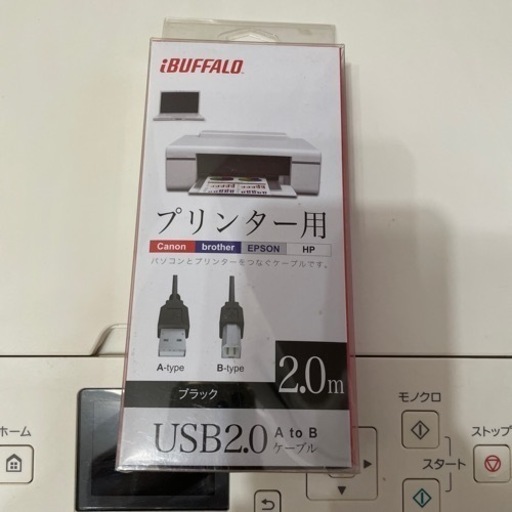 iBUFFALO
プリンター用
Canon brother EPSON HP
パソコンとプリンターをつなぐケーブルです。
A-type B-type
2.0m
ブラック
USB2.0 A to B
ケーブル
ホーム
モノクロ
スタート
ストップ